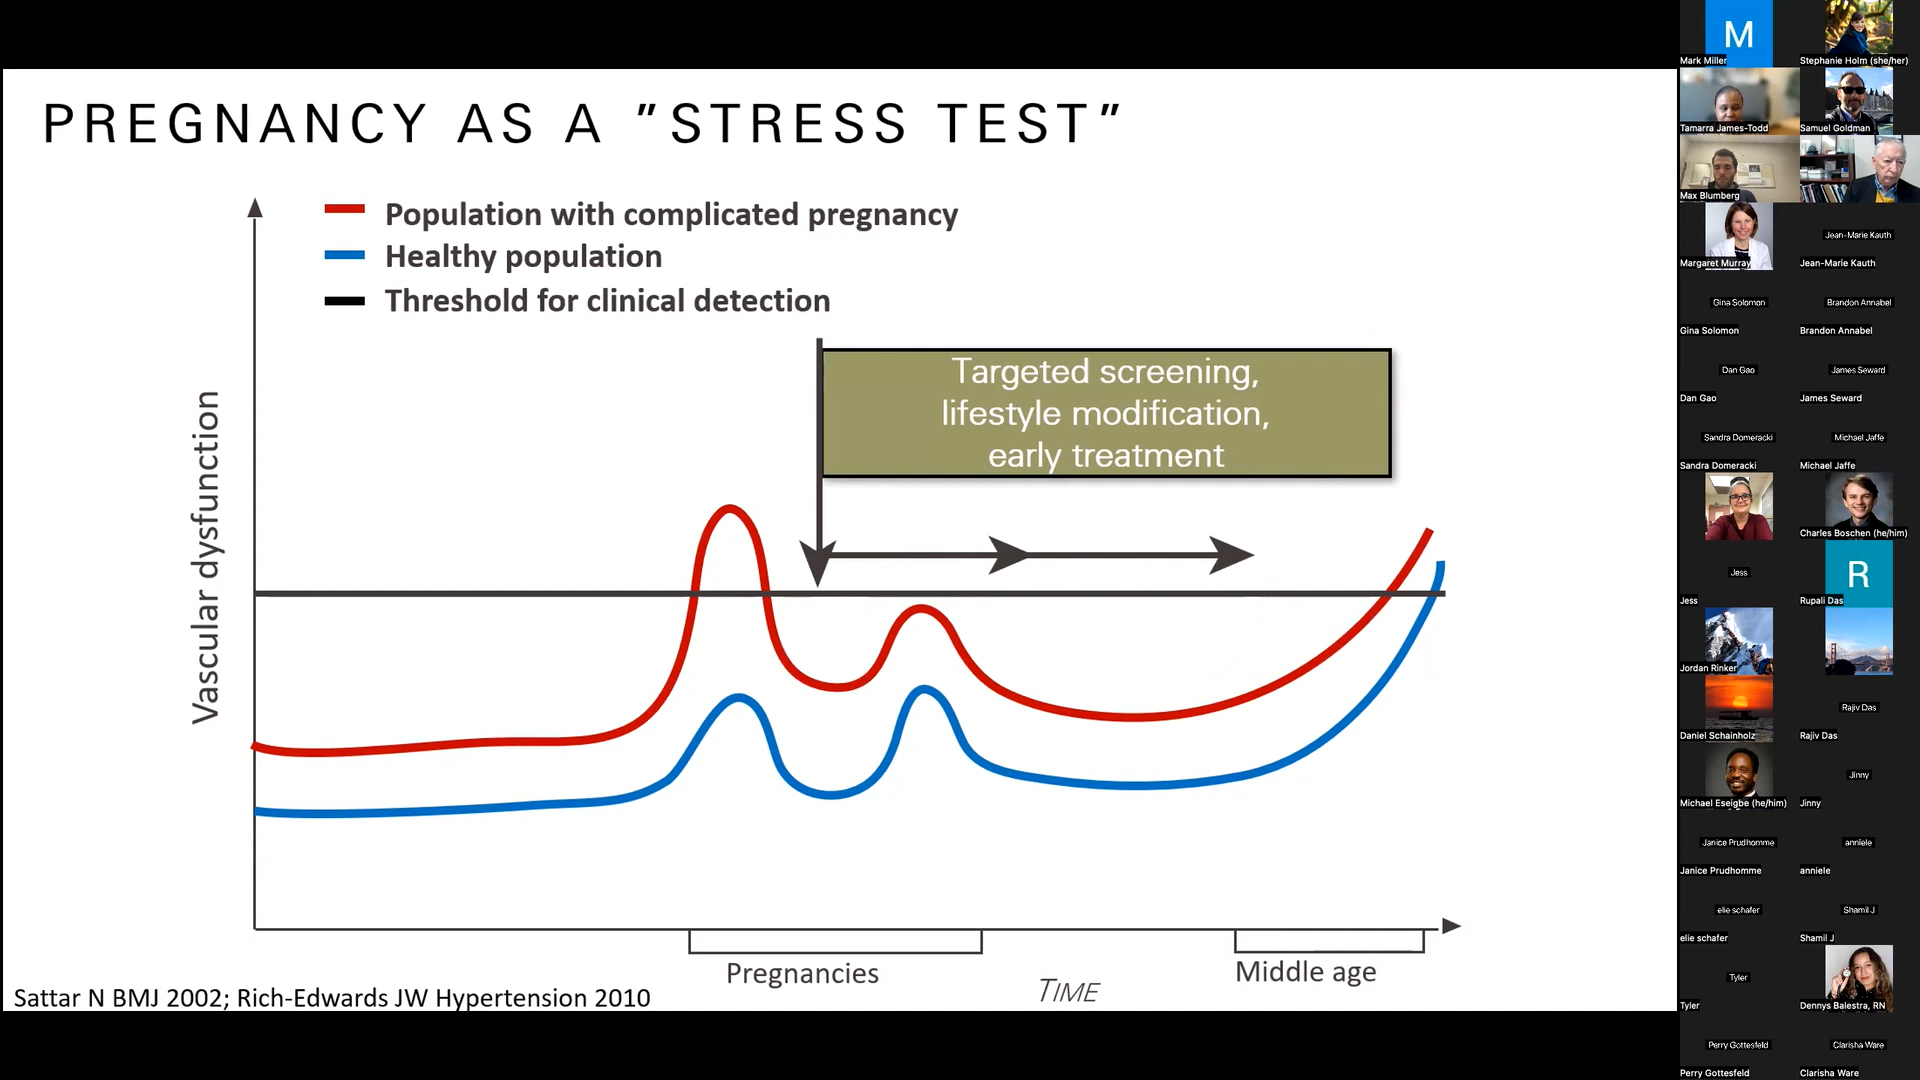 PREGNANCY AS A "STRESS TEST"
Population with complicated pregnancy
Healthy population
Threshold for clinical detection
Targeted screening,
lifestyle modification,
early treatment
Vascular dysfunction
Pregnancies
Middle age
TIME
Sattar N BMJ 2002; Rich-Edwards JW Hypertension 2010
M
Mark Miller
Stephanie Holm (she/her)
Tamarra James-Todd
Samuel Goldman
Max Blumberg
Margaret Murray
Jean-Marie Kauth
Jean-Marie Kauth
Gina Solomon
Brandon Annabel
Gina Solomon
Brandon Annabel
Dan Gao
James Seward
Dan Gao
James Seward
Sandra Domeracki
Michael Jaffe
Sandra Domeracki
Michael Jaffe
Charles Boschen (he/him)
Jess
R
Jess
Rupali Das
Jordan Rinker
Daniel Schainholz
Rajiv Das
Rajiv Das
Michael Eseigbe (he/him)
Jinny
Jinny
Janice Prudhomme
anniele
Janice Prudhomme
anniele
elie schafer
Shamil J
elie schafer
Shamil J
Tyler
Tyler
Dennys Balestra, RN
Perry Gottesfeld
Clarisha Ware
Perry Gottesfeld
Clarisha Ware